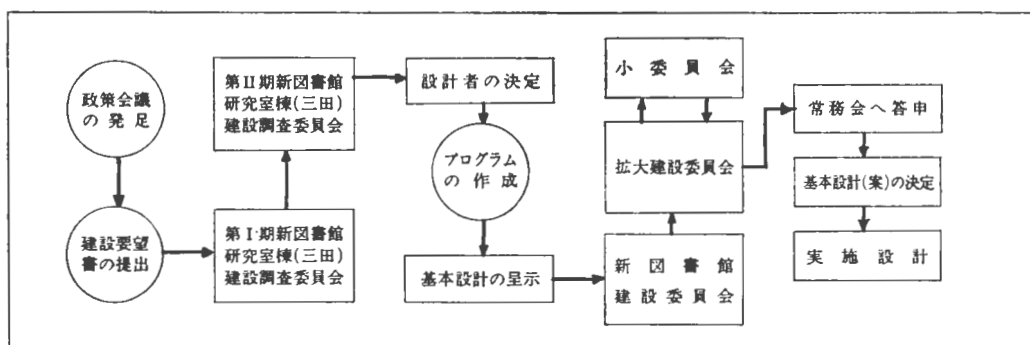 政策会議
の発足
建設要望
書の提出
第Ⅰ期新図書館
研究室棟(三田)
建設調査委員会
第Ⅱ期新図書館
研究室棟(三田)
建設調査委員会
設計者の決定
プログラム
の作成
基本設計の呈示
新図書館
建設委員会
拡大建設委員会
小委員会
常務会へ答申
基本設計(案)の決定
実施設計